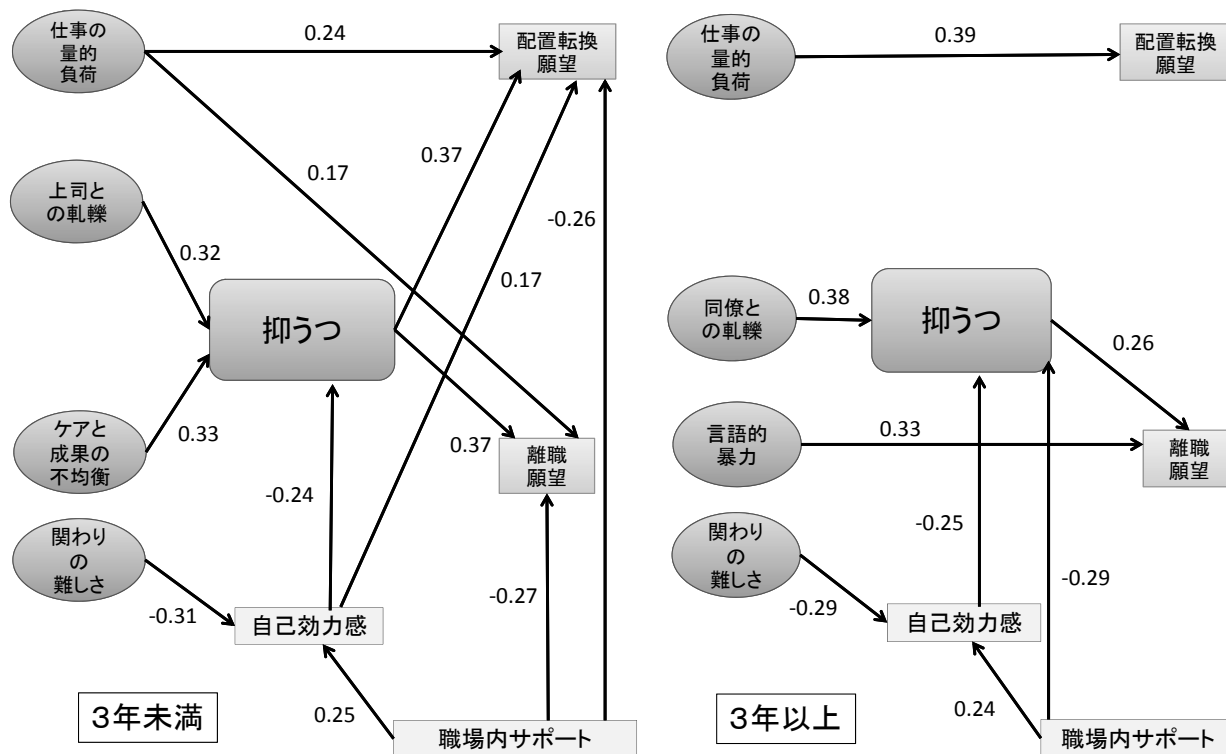 仕事の
量的
負荷
0.24
配置転換
願望
0.17
0.37
-0.26
上司と
の軋轢
0.32
0.17
抑うつ
ケアと
成果の
不均衡
0.33
0.37
離職
願望
-0.24
関わり
の
難しさ
-0.31
自己効力感
-0.27
0.25
３年未満
職場内サポート
仕事の
量的
負荷
0.39
配置転換
願望
同僚と
の軋轢
0.38
抑うつ
0.26
言語的
暴力
0.33
離職
願望
-0.25
関わり
の
難しさ
-0.29
自己効力感
-0.29
0.24
３年以上
職場内サポート